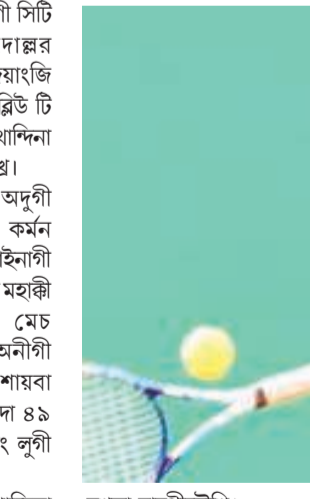 গী সিটি
দাল্লর
য়াংজি
ব্লিউ টি
থান্দিনা
খ্রে।
অদুগী
কর্মন
ইনাগী
মহাক্কী
মেচ
অনীগী
শায়বা
দা ৪৯
ং লুগী